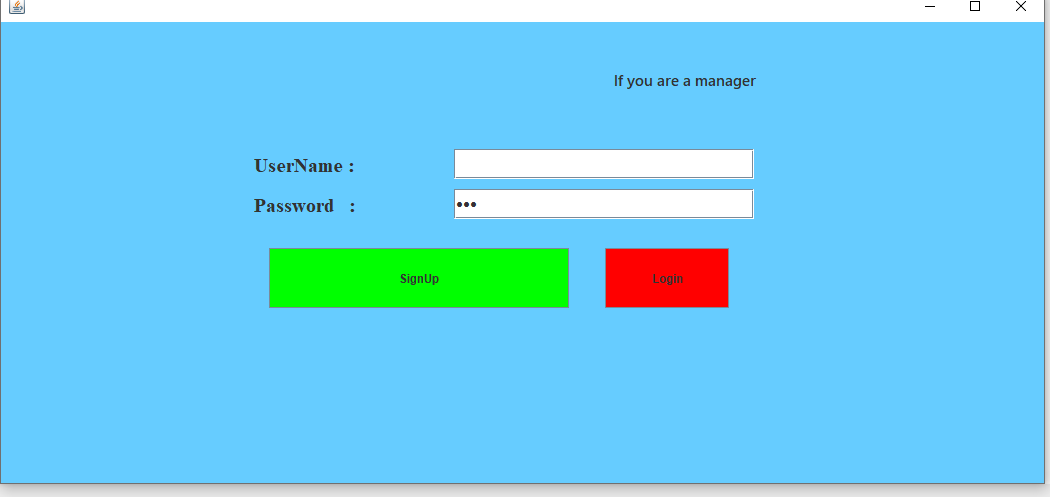 If you are a manager
UserName :
Password :
•••
SignUp
Login